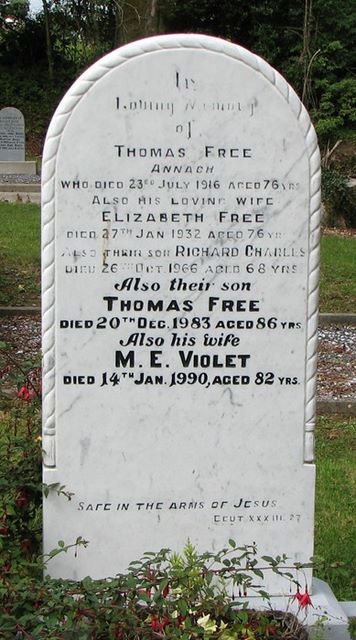 In
Loving Memory
of
THOMAS FREE
ANNAGH
WHO DIED 23RD JULY 1916 AGED 76 YRS
ALSO HIS LOVING WIFE
ELIZABETH FREE
DIED 27TH JAN 1932 AGED 76 YRS
ALSO THEIR SON RICHARD CHARLES
DIED 26TH OCT. 1966 AGED 68 YRS
Also their son
THOMAS FREE
DIED 20TH DEC. 1983 AGED 86 YRS.
Also his wife
M. E. VIOLET
DIED 14TH JAN. 1990, AGED 82 YRS.
SAFE IN THE ARMS OF JESUS
DEUT XXXIII. 27